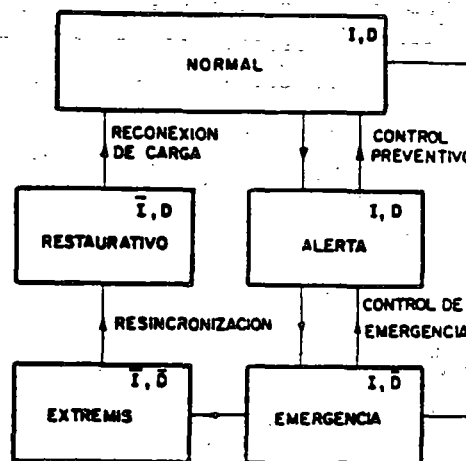 I, D
NORMAL
RECONEXION
DE CARGA
CONTROL
PREVENTIVO
I̅, D
RESTAURATIVO
I, D
ALERTA
RESINCRONIZACION
CONTROL DE
EMERGENCIA
I̅, D̅
EXTREMIS
I, D̅
EMERGENCIA